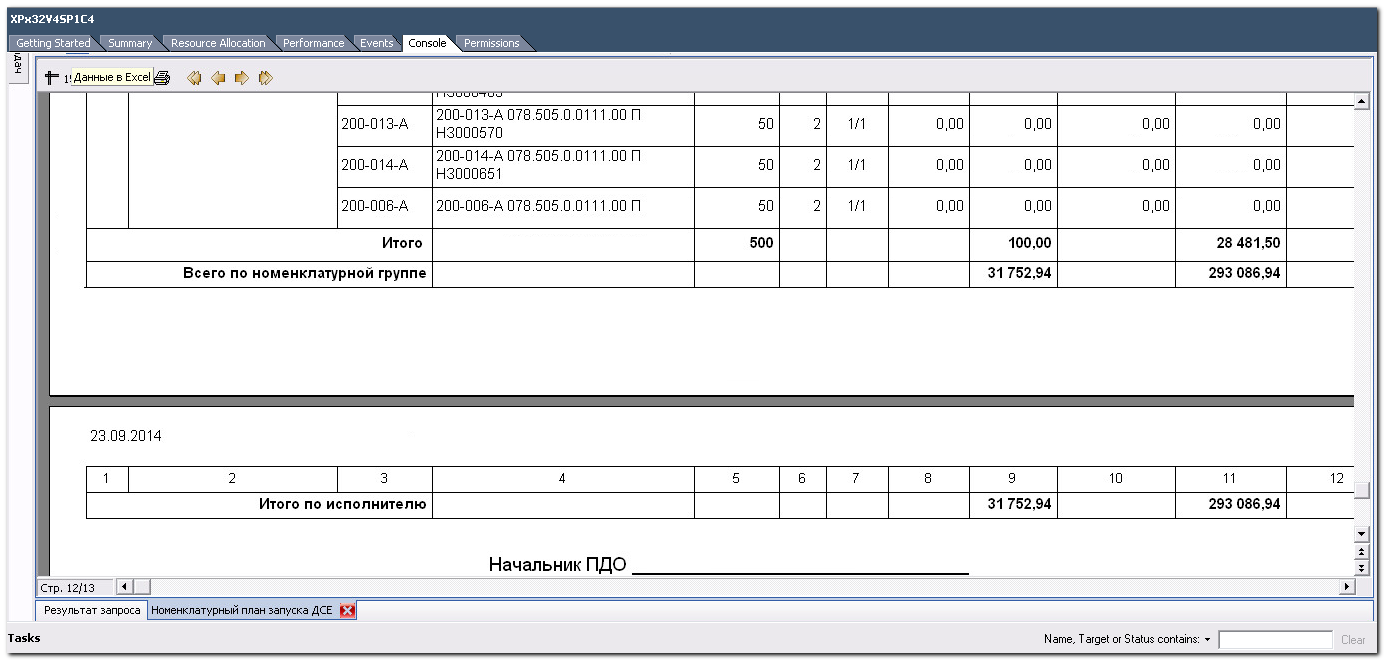 XPx32V4SP1C4
Getting Started Summary Resource Allocation Performance Events Console Permissions
Данные в Excel
200-013-А 200-013-А 078.505.0.0111.00 П 50 2 1/1 0,00 0,00 0,00 0,00
Н3000570
200-014-А 200-014-А 078.505.0.0111.00 П 50 2 1/1 0,00 0,00 0,00 0,00
Н3000651
200-006-А 200-006-А 078.505.0.0111.00 П 50 2 1/1 0,00 0,00 0,00 0,00
Итого 500 100,00 28 481,50
Всего по номенклатурной группе 31 752,94 293 086,94
23.09.2014
1 2 3 4 5 6 7 8 9 10 11 12
Итого по исполнителю 31 752,94 293 086,94
Начальник ПДО
Стр. 12/13
Результат запроса Номенклатурный план запуска ДСЕ
Tasks Name, Target or Status contains: Clear